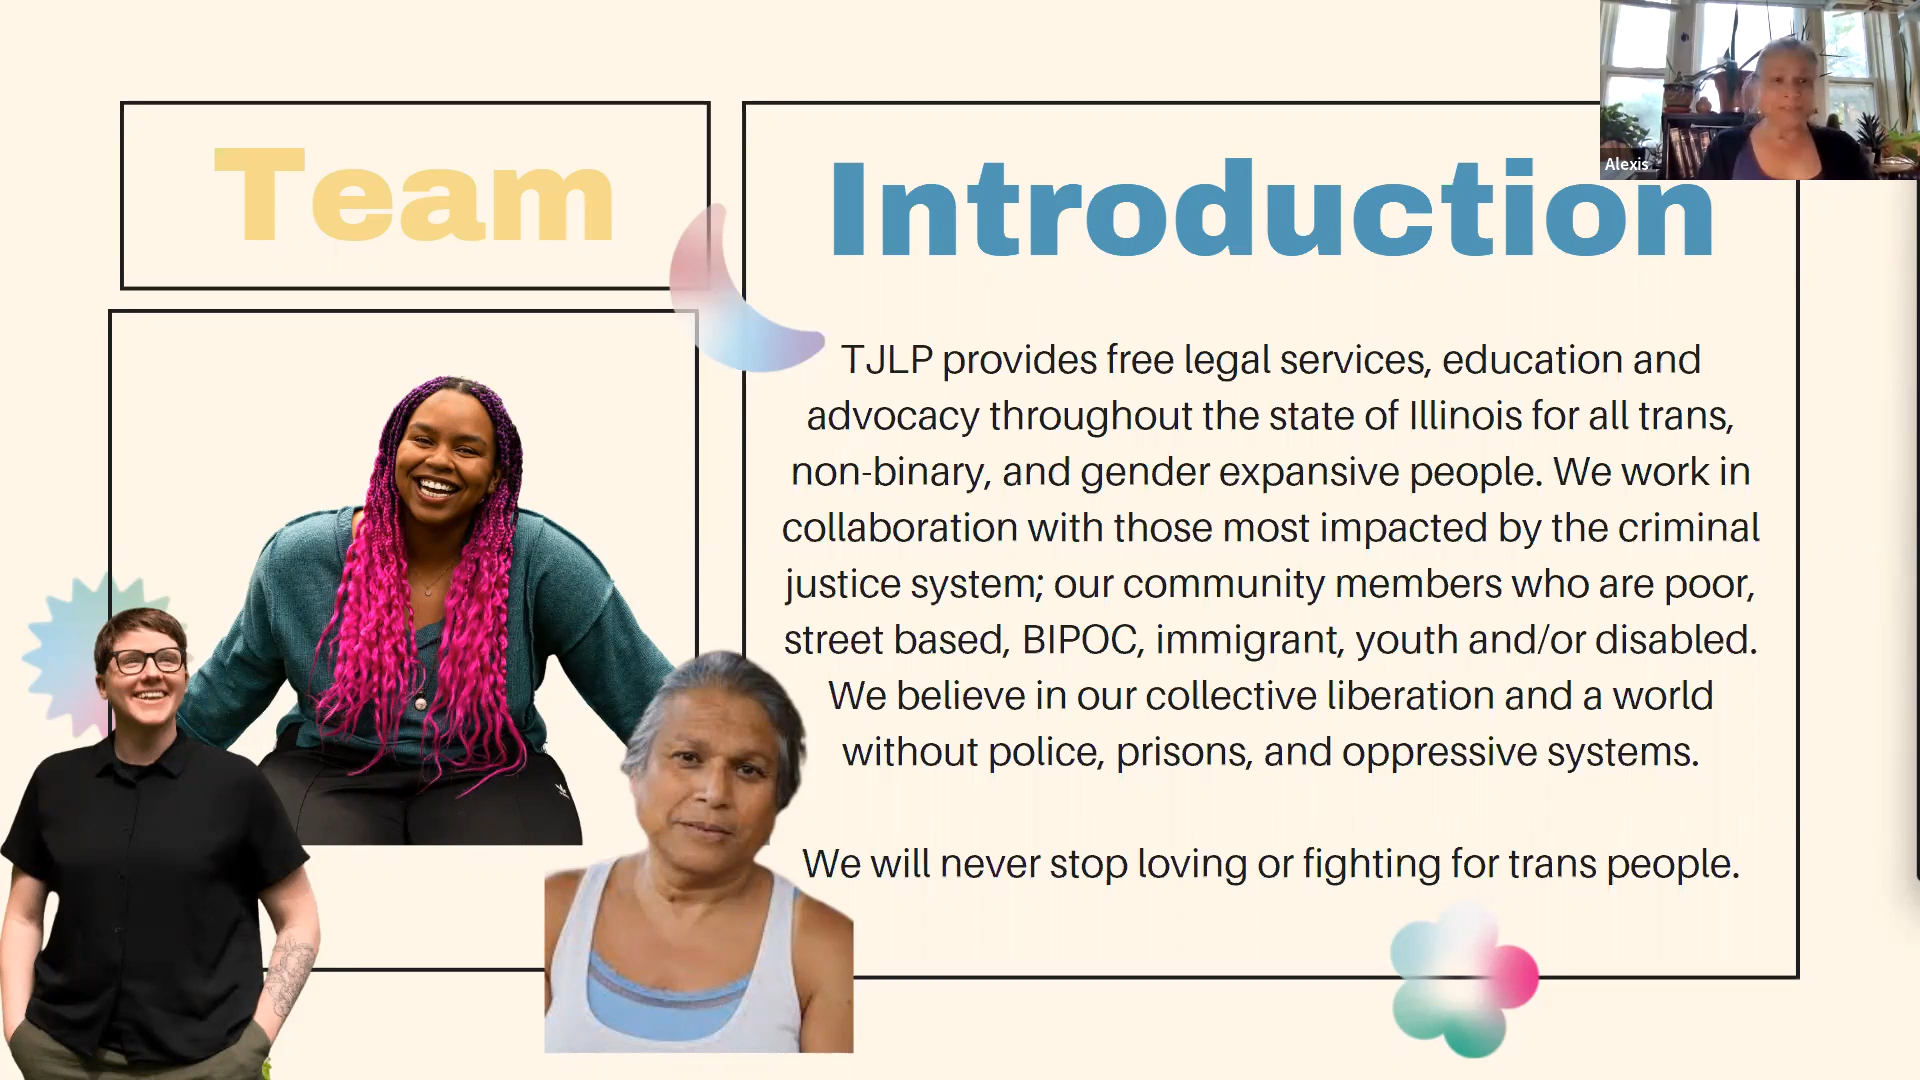 Team
Introduction
Alexis
TJLP provides free legal services, education and
advocacy throughout the state of Illinois for all trans,
non-binary, and gender expansive people. We work in
collaboration with those most impacted by the criminal
justice system; our community members who are poor,
street based, BIPOC, immigrant, youth and/or disabled.
We believe in our collective liberation and a world
without police, prisons, and oppressive systems.
We will never stop loving or fighting for trans people.